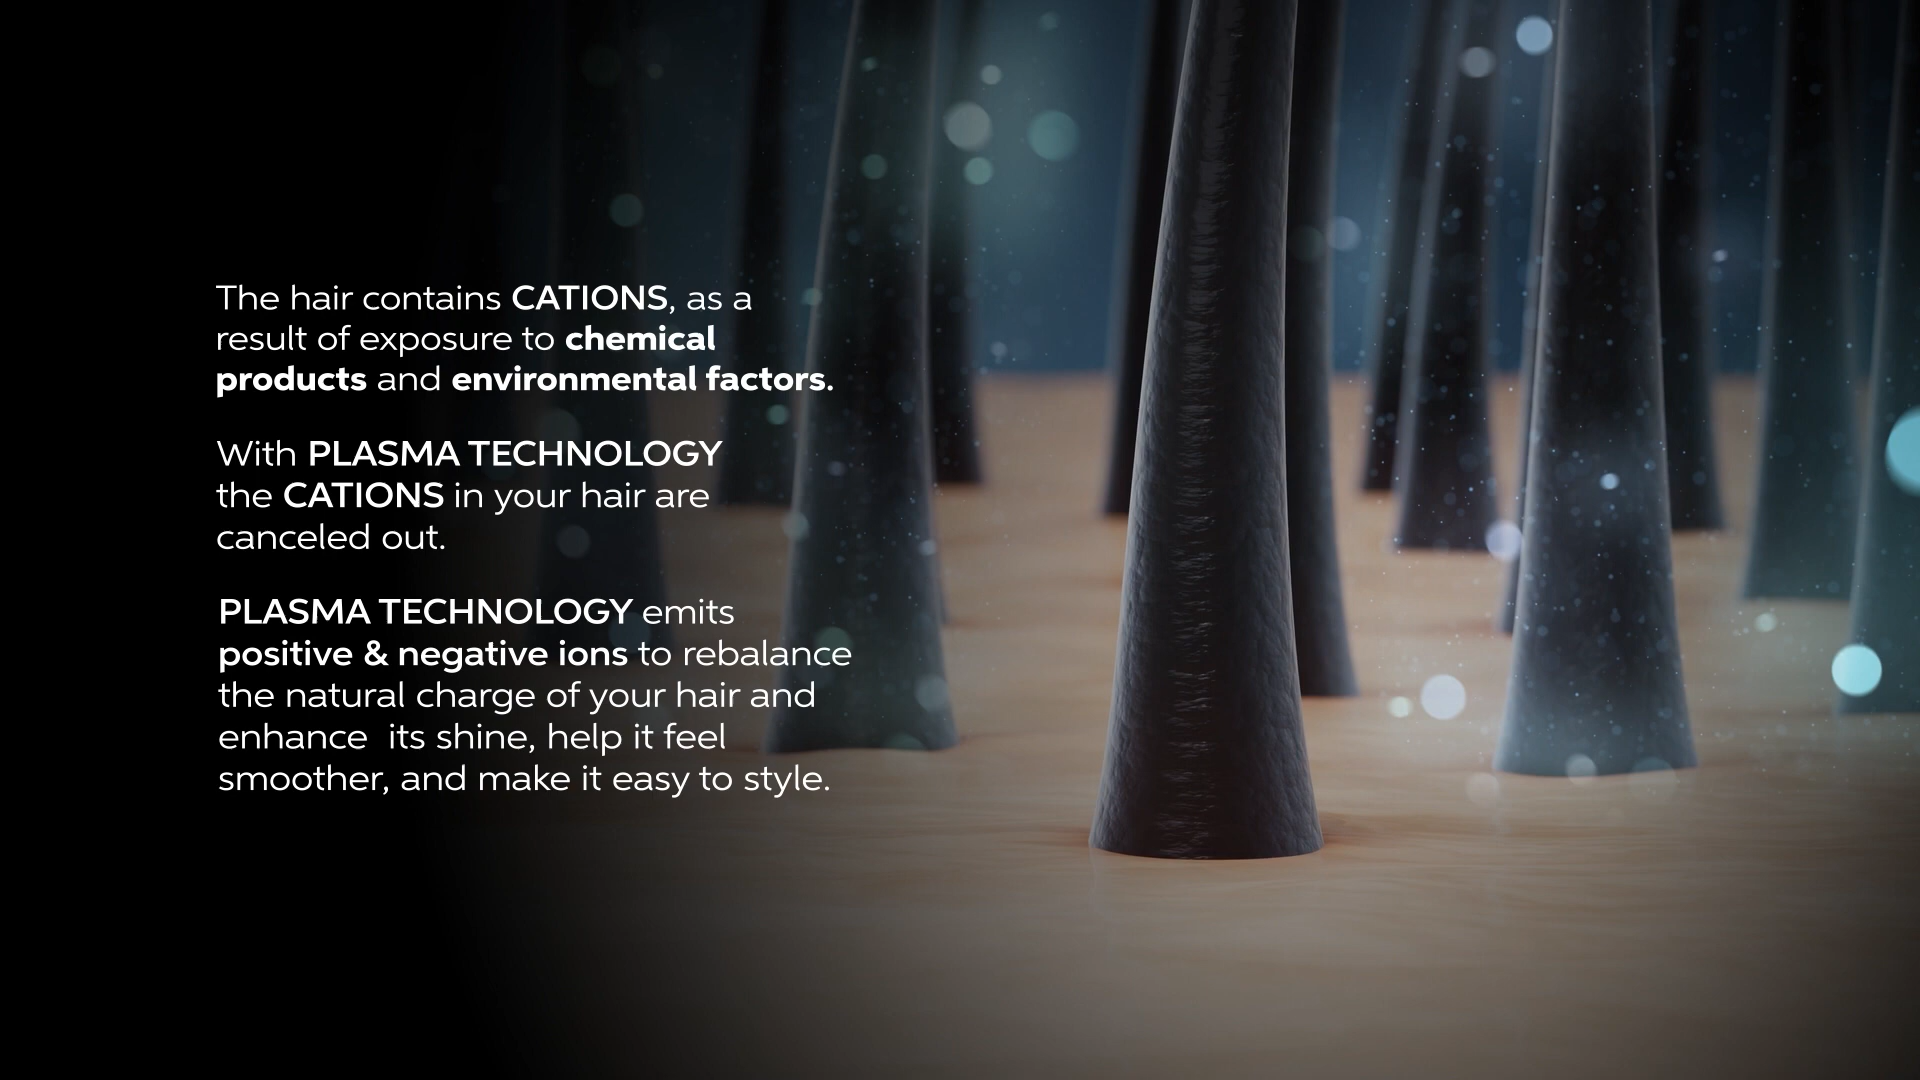 The hair contains CATIONS, as a
result of exposure to chemical
products and environmental factors.
With PLASMA TECHNOLOGY
the CATIONS in your hair are
canceled out.
PLASMA TECHNOLOGY emits
positive & negative ions to rebalance
the natural charge of your hair and
enhance  its shine, help it feel
smoother, and make it easy to style.